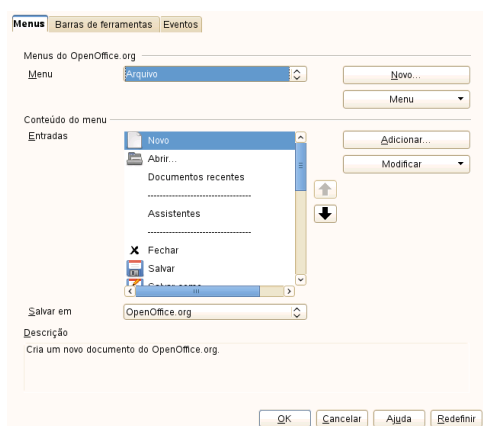 Menus Barras de ferramentas Eventos
Menus do OpenOffice.org
Menu Arquivo Novo...
Menu
Conteúdo do menu
Entradas Novo Adicionar...
Abrir... Modificar
Documentos recentes
----------------------------------
Assistentes
----------------------------------
Fechar
Salvar
Salvar como
Salvar em OpenOffice.org
Descrição
Cria um novo documento do OpenOffice.org.
OK Cancelar Ajuda Redefinir